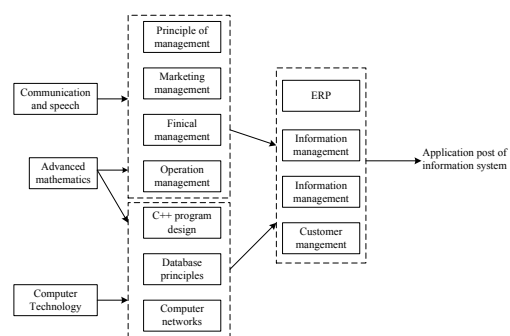 Communication
and speech
Advanced
mathematics
Computer
Technology
Principle of
management
Marketing
management
Finical
management
Operation
management
C++ program
design
Database
principles
Computer
networks
ERP
Information
management
Information
management
Customer
mangement
Application post of
information system